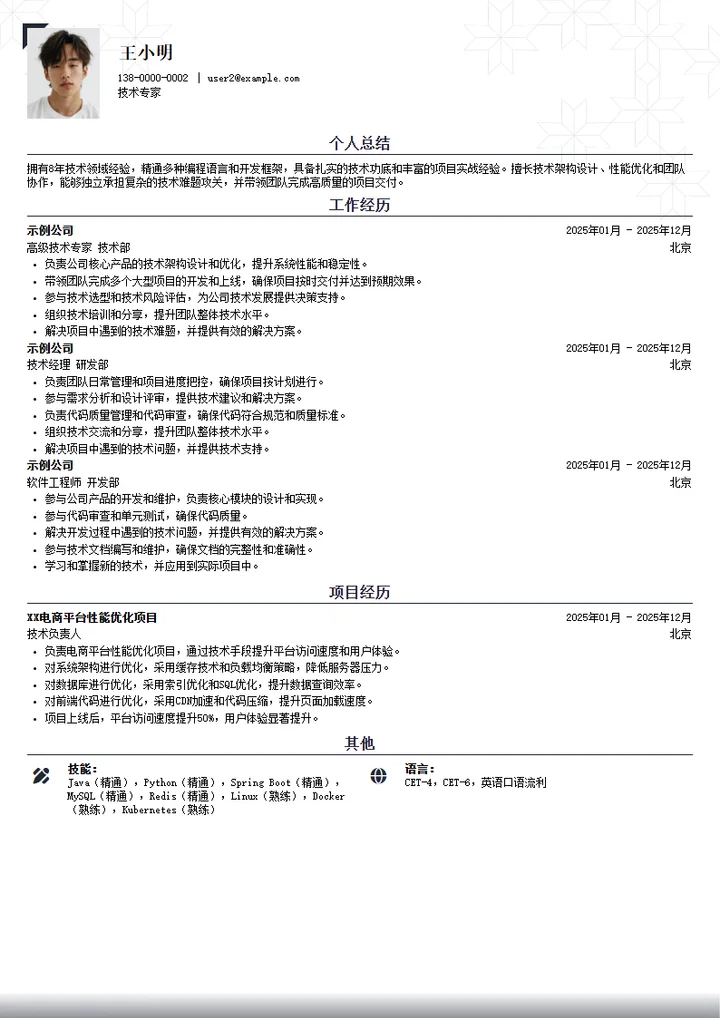 王小明
138-0000-0002 | user2@example.com
技术专家
个人总结
拥有8年技术领域经验，精通多种编程语言和开发框架，具备扎实的技术功底和丰富的项目实战经验。擅长技术架构设计、性能优化和团队
协作，能够独立承担复杂的技术难题攻关，并带领团队完成高质量的项目交付。
工作经历
示例公司 2025年01月 - 2025年12月
高级技术专家 技术部 北京
• 负责公司核心产品的技术架构设计和优化，提升系统性能和稳定性。
• 带领团队完成多个大型项目的开发和上线，确保项目按时交付并达到预期效果。
• 参与技术选型和技术风险评估，为公司技术发展提供决策支持。
• 组织技术培训和分享，提升团队整体技术水平。
• 解决项目中遇到的技术难题，并提供有效的解决方案。
示例公司 2025年01月 - 2025年12月
技术经理 研发部 北京
• 负责团队日常管理和项目进度把控，确保项目按计划进行。
• 参与需求分析和设计评审，提供技术建议和解决方案。
• 负责代码质量管理和代码审查，确保代码符合规范和质量标准。
• 组织技术交流和分享，提升团队整体技术水平。
• 解决项目中遇到的技术问题，并提供技术支持。
示例公司 2025年01月 - 2025年12月
软件工程师 开发部 北京
• 参与公司产品的开发和维护，负责核心模块的设计和实现。
• 参与代码审查和单元测试，确保代码质量。
• 解决开发过程中遇到的技术问题，并提供有效的解决方案。
• 参与技术文档编写和维护，确保文档的完整性和准确性。
• 学习和掌握新的技术，并应用到实际项目中。
项目经历
XX电商平台性能优化项目 2025年01月 - 2025年12月
技术负责人 北京
• 负责电商平台性能优化项目，通过技术手段提升平台访问速度和用户体验。
• 对系统架构进行优化，采用缓存技术和负载均衡策略，降低服务器压力。
• 对数据库进行优化，采用索引优化和SQL优化，提升数据查询效率。
• 对前端代码进行优化，采用CDN加速和代码压缩，提升页面加载速度。
• 项目上线后，平台访问速度提升50%，用户体验显著提升。
其他
技能：
Java（精通），Python（精通），Spring Boot（精通），
MySQL（精通），Redis（精通），Linux（熟练），Docker
（熟练），Kubernetes（熟练）
语言：
CET-4，CET-6，英语口语流利